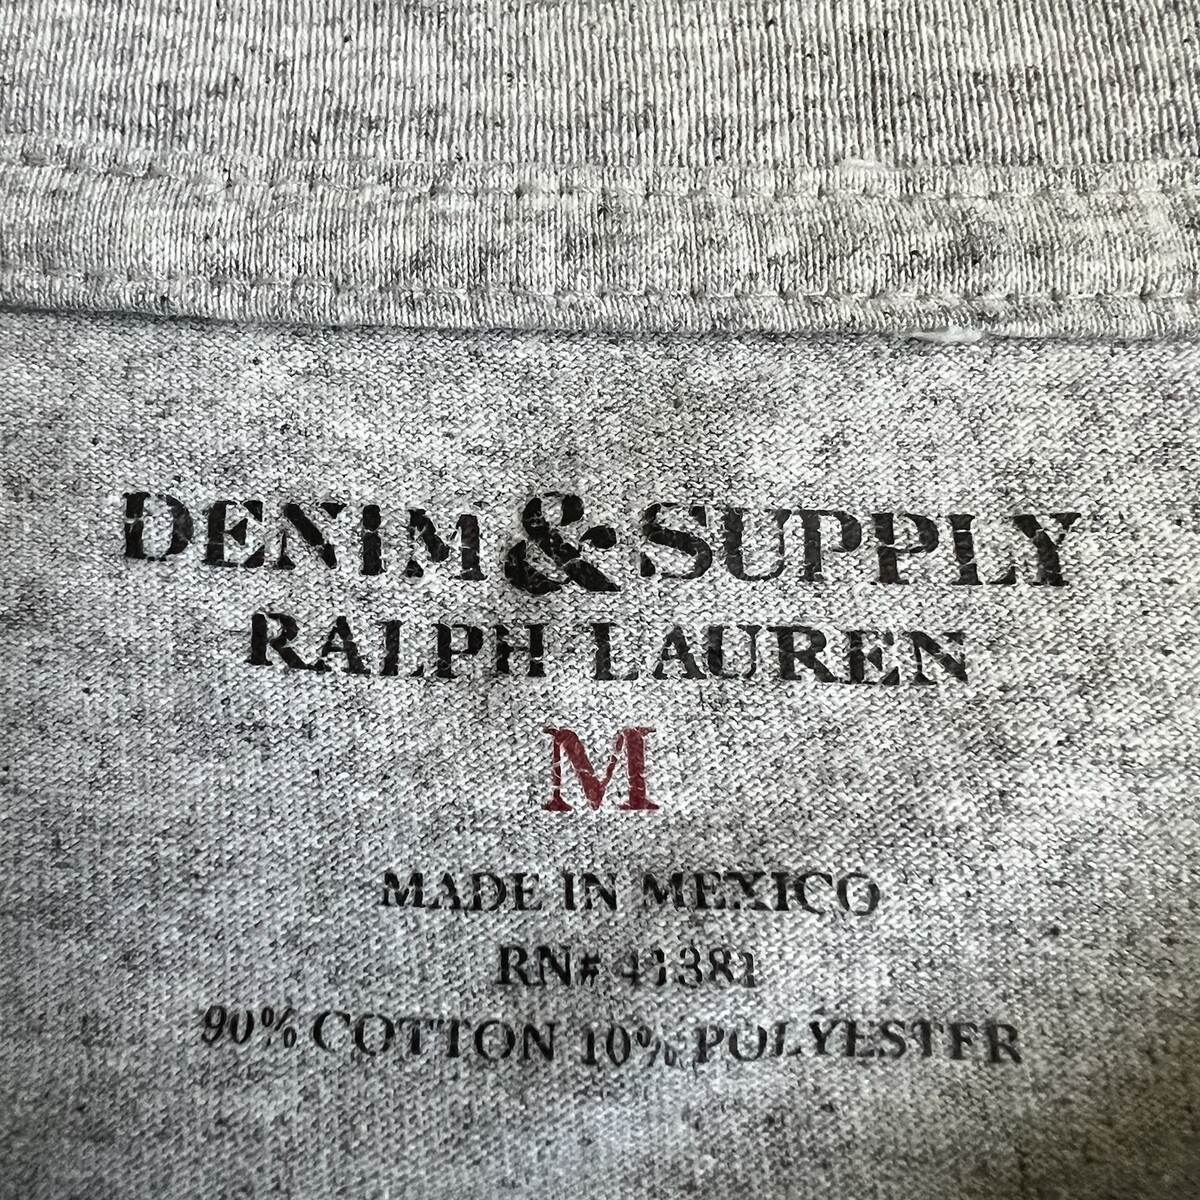 DENIM & SUPPLY
RALPH LAUREN
M
MADE IN MEXICO
RN# 41381
90% COTTON 10% POLYESTER